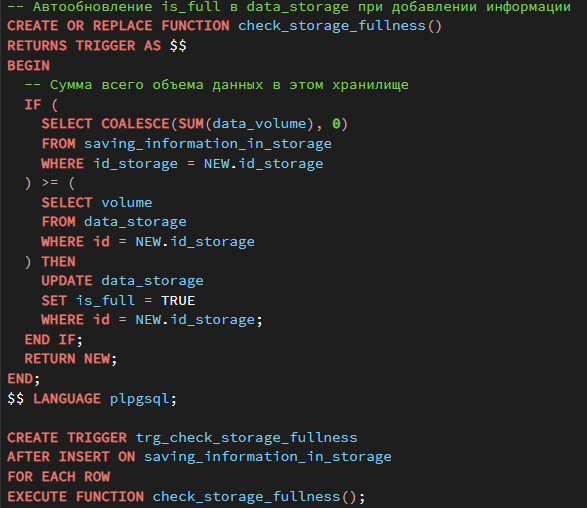 -- Автообновление is_full в data_storage при добавлении информации
CREATE OR REPLACE FUNCTION check_storage_fullness()
RETURNS TRIGGER AS $$
BEGIN
  -- Сумма всего объема данных в этом хранилище
  IF (
    SELECT COALESCE(SUM(data_volume), 0)
    FROM saving_information_in_storage
    WHERE id_storage = NEW.id_storage
  ) >= (
    SELECT volume
    FROM data_storage
    WHERE id = NEW.id_storage
  ) THEN
    UPDATE data_storage
    SET is_full = TRUE
    WHERE id = NEW.id_storage;
  END IF;
  RETURN NEW;
END;
$$ LANGUAGE plpgsql;

CREATE TRIGGER trg_check_storage_fullness
AFTER INSERT ON saving_information_in_storage
FOR EACH ROW
EXECUTE FUNCTION check_storage_fullness();